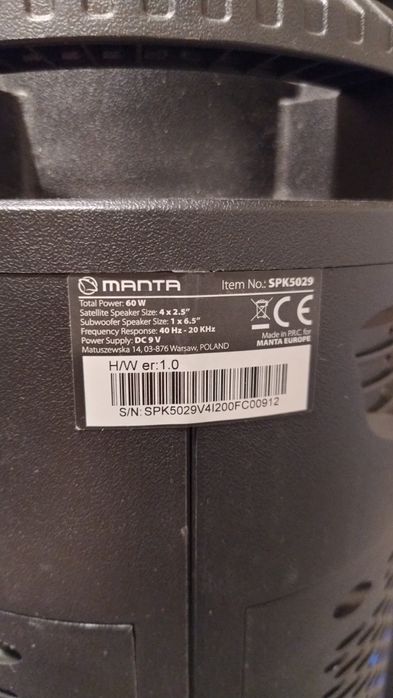 MANTA Item No.: SPK5029
Total Power: 60 W
Satellite Speaker Size: 4 x 2.5"
Subwoofer Speaker Size: 1 x 6.5"
Frequency Response: 40 Hz - 20 KHz
Power Supply: DC 9 V
Matuszewska 14, 03-876 Warsaw, POLAND
CE
Made in P.R.C. for
MANTA EUROPE
H/W er:1.0
S/N: SPK5029V4I200FC00912